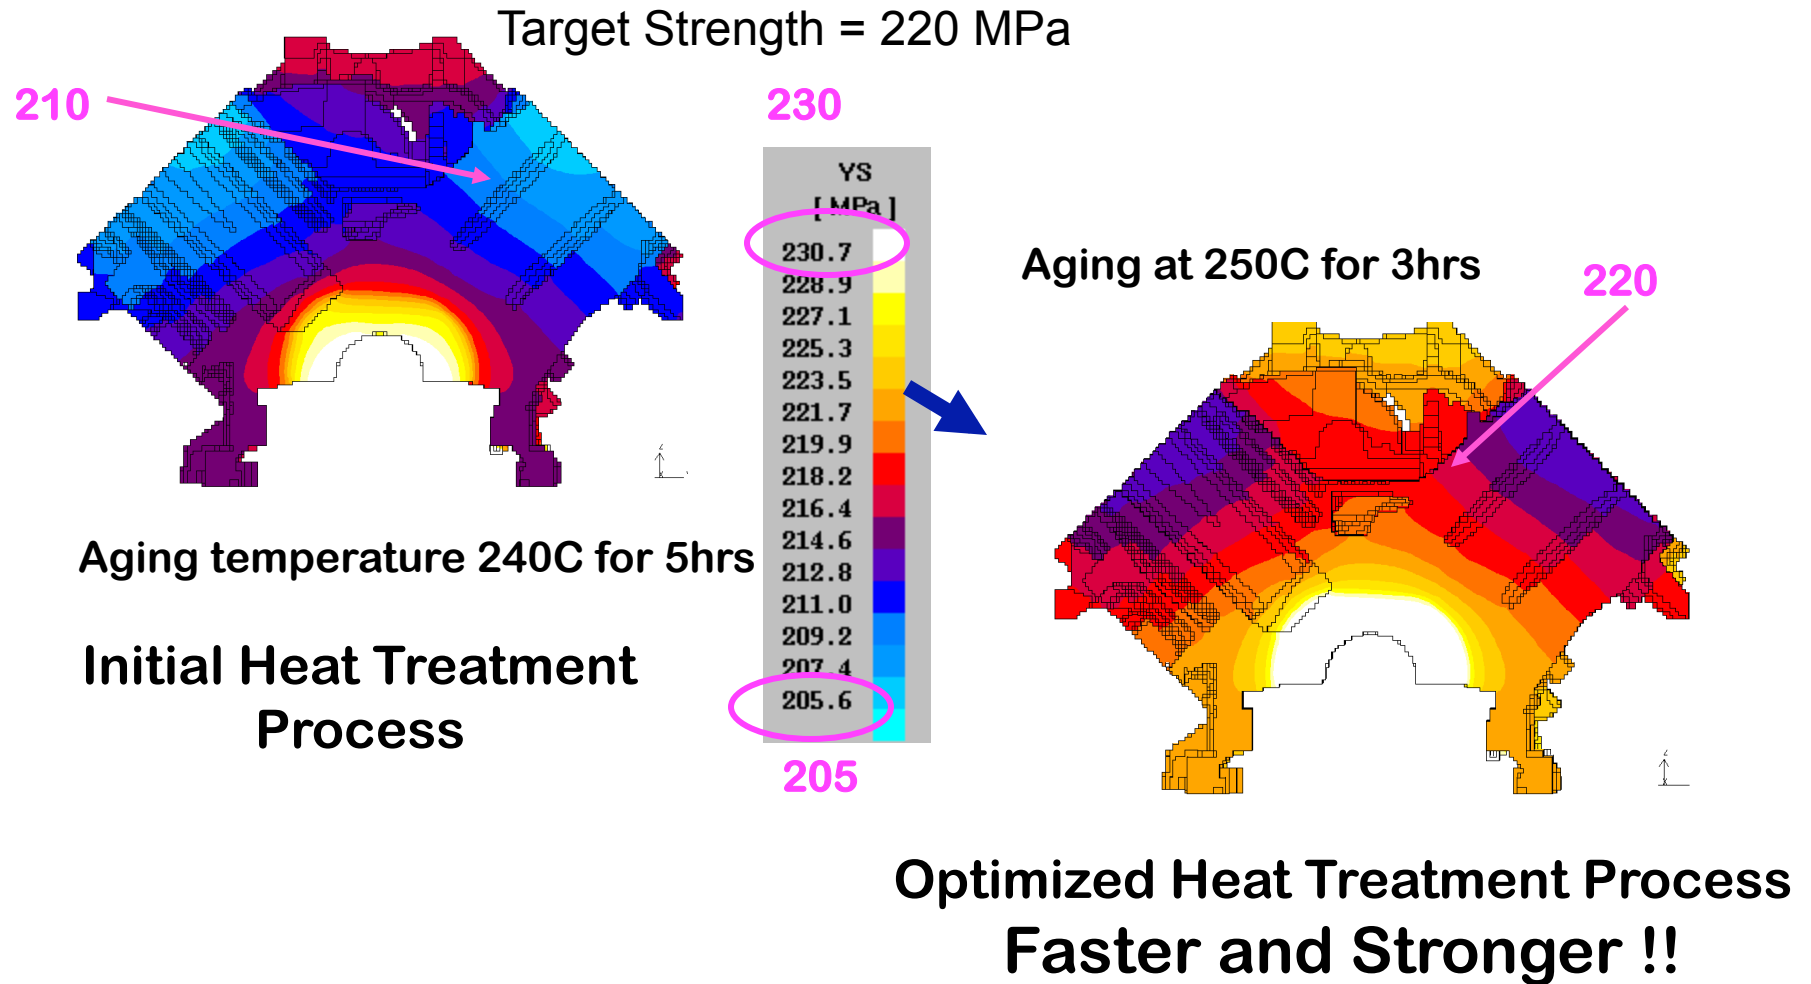 Target Strength = 220 MPa
210
230
YS
[ MPa ]
230.7
228.9
227.1
225.3
223.5
221.7
219.9
218.2
216.4
214.6
212.8
211.0
209.2
207.4
205.6
205
Aging temperature 240C for 5hrs
Initial Heat Treatment
Process
Aging at 250C for 3hrs
220
Optimized Heat Treatment Process
Faster and Stronger !!